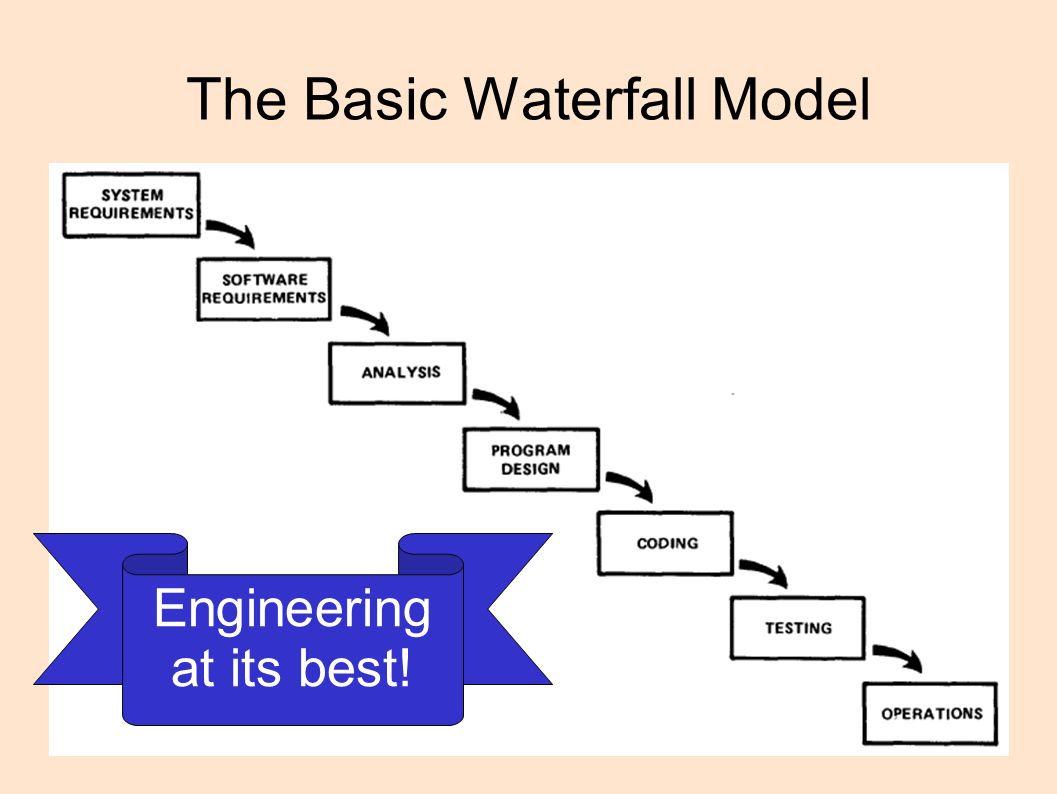 The Basic Waterfall Model
SYSTEM
REQUIREMENTS
SOFTWARE
REQUIREMENTS
ANALYSIS
PROGRAM
DESIGN
CODING
TESTING
OPERATIONS
Engineering
at its best!